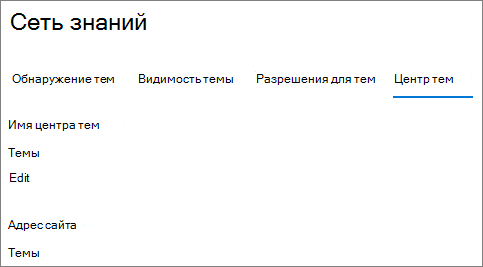 Сеть знаний
Обнаружение тем Видимость темы Разрешения для тем Центр тем
Имя центра тем
Темы
Edit
Адрес сайта
Темы